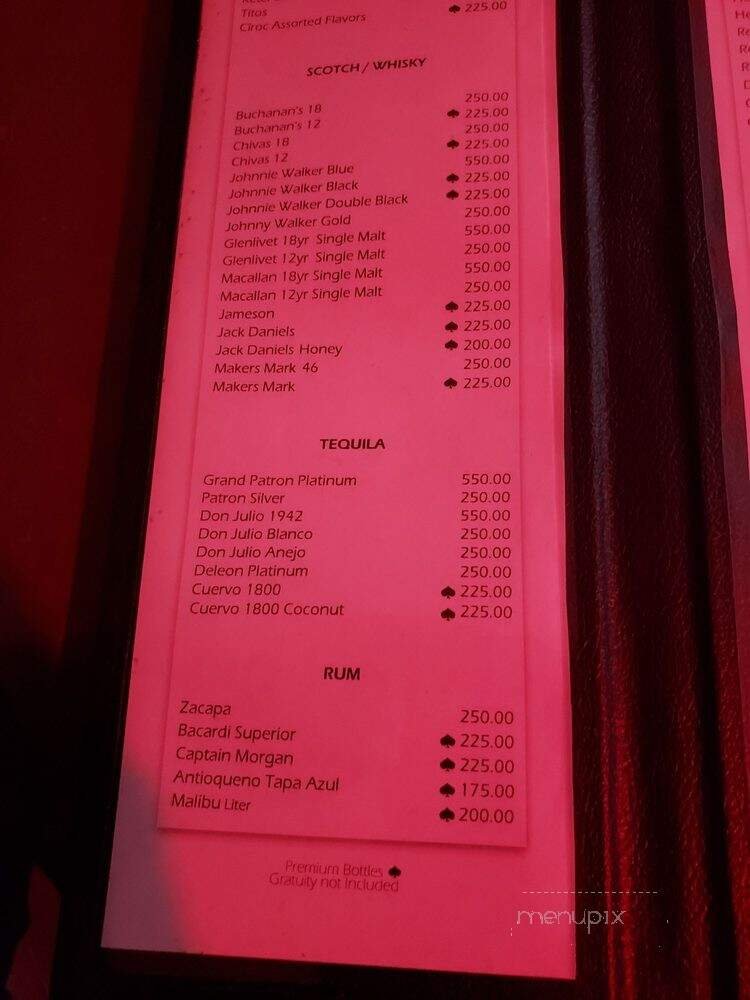 Titos
Ciroc Assorted Flavors ♠ 225.00
SCOTCH / WHISKY
Buchanan's 18 250.00
Buchanan's 12 ♠ 225.00
Chivas 18 250.00
Chivas 12 ♠ 225.00
Johnnie Walker Blue 550.00
Johnnie Walker Black ♠ 225.00
Johnnie Walker Double Black ♠ 225.00
Johnny Walker Gold 250.00
Glenlivet 18yr Single Malt 550.00
Glenlivet 12yr Single Malt 250.00
Macallan 18yr Single Malt 550.00
Macallan 12yr Single Malt 250.00
Jameson ♠ 225.00
Jack Daniels ♠ 225.00
Jack Daniels Honey ♠ 200.00
Makers Mark 46 250.00
Makers Mark ♠ 225.00
TEQUILA
Grand Patron Platinum 550.00
Patron Silver 250.00
Don Julio 1942 550.00
Don Julio Blanco 250.00
Don Julio Anejo 250.00
Deleon Platinum 250.00
Cuervo 1800 ♠ 225.00
Cuervo 1800 Coconut ♠ 225.00
RUM
Zacapa 250.00
Bacardi Superior ♠ 225.00
Captain Morgan ♠ 225.00
Antioqueno Tapa Azul ♠ 175.00
Malibu Liter ♠ 200.00
Premium Bottles ♠
Gratuity not Included
menupix